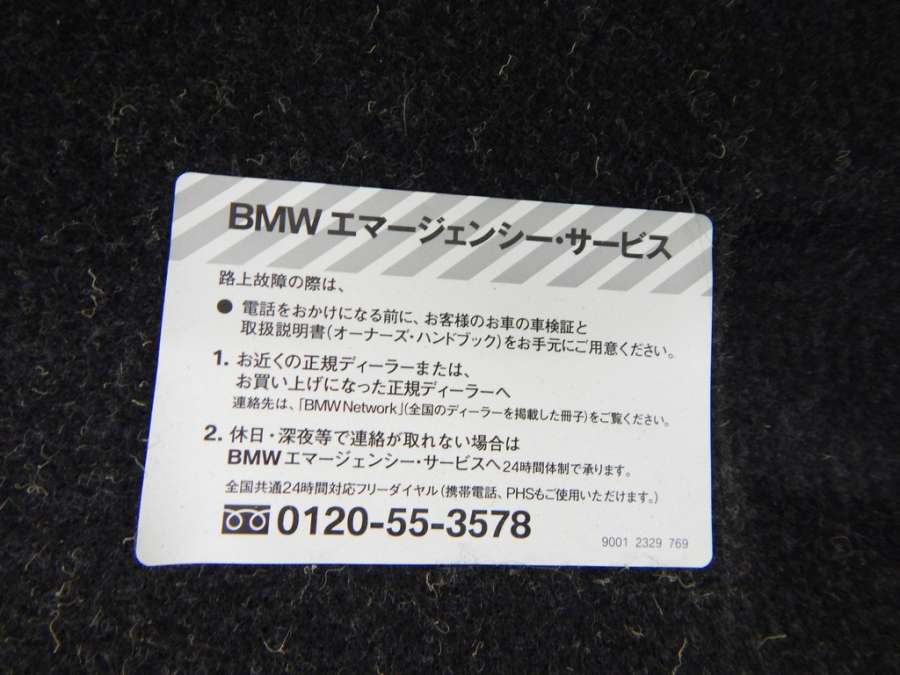 BMWエマージェンシー・サービス
路上故障の際は、
● 電話をおかけになる前に、お客様のお車の車検証と
取扱説明書(オーナーズ・ハンドブック)をお手元にご用意ください。
1. お近くの正規ディーラーまたは、
お買い上げになった正規ディーラーへ
連絡先は、「BMW Network」(全国のディーラーを掲載した冊子)をご覧ください。
2. 休日・深夜等で連絡が取れない場合は
BMWエマージェンシー・サービスへ24時間体制で承ります。
全国共通24時間対応フリーダイヤル(携帯電話、PHSもご使用いただけます。)
0120-55-3578
9001 2329 769